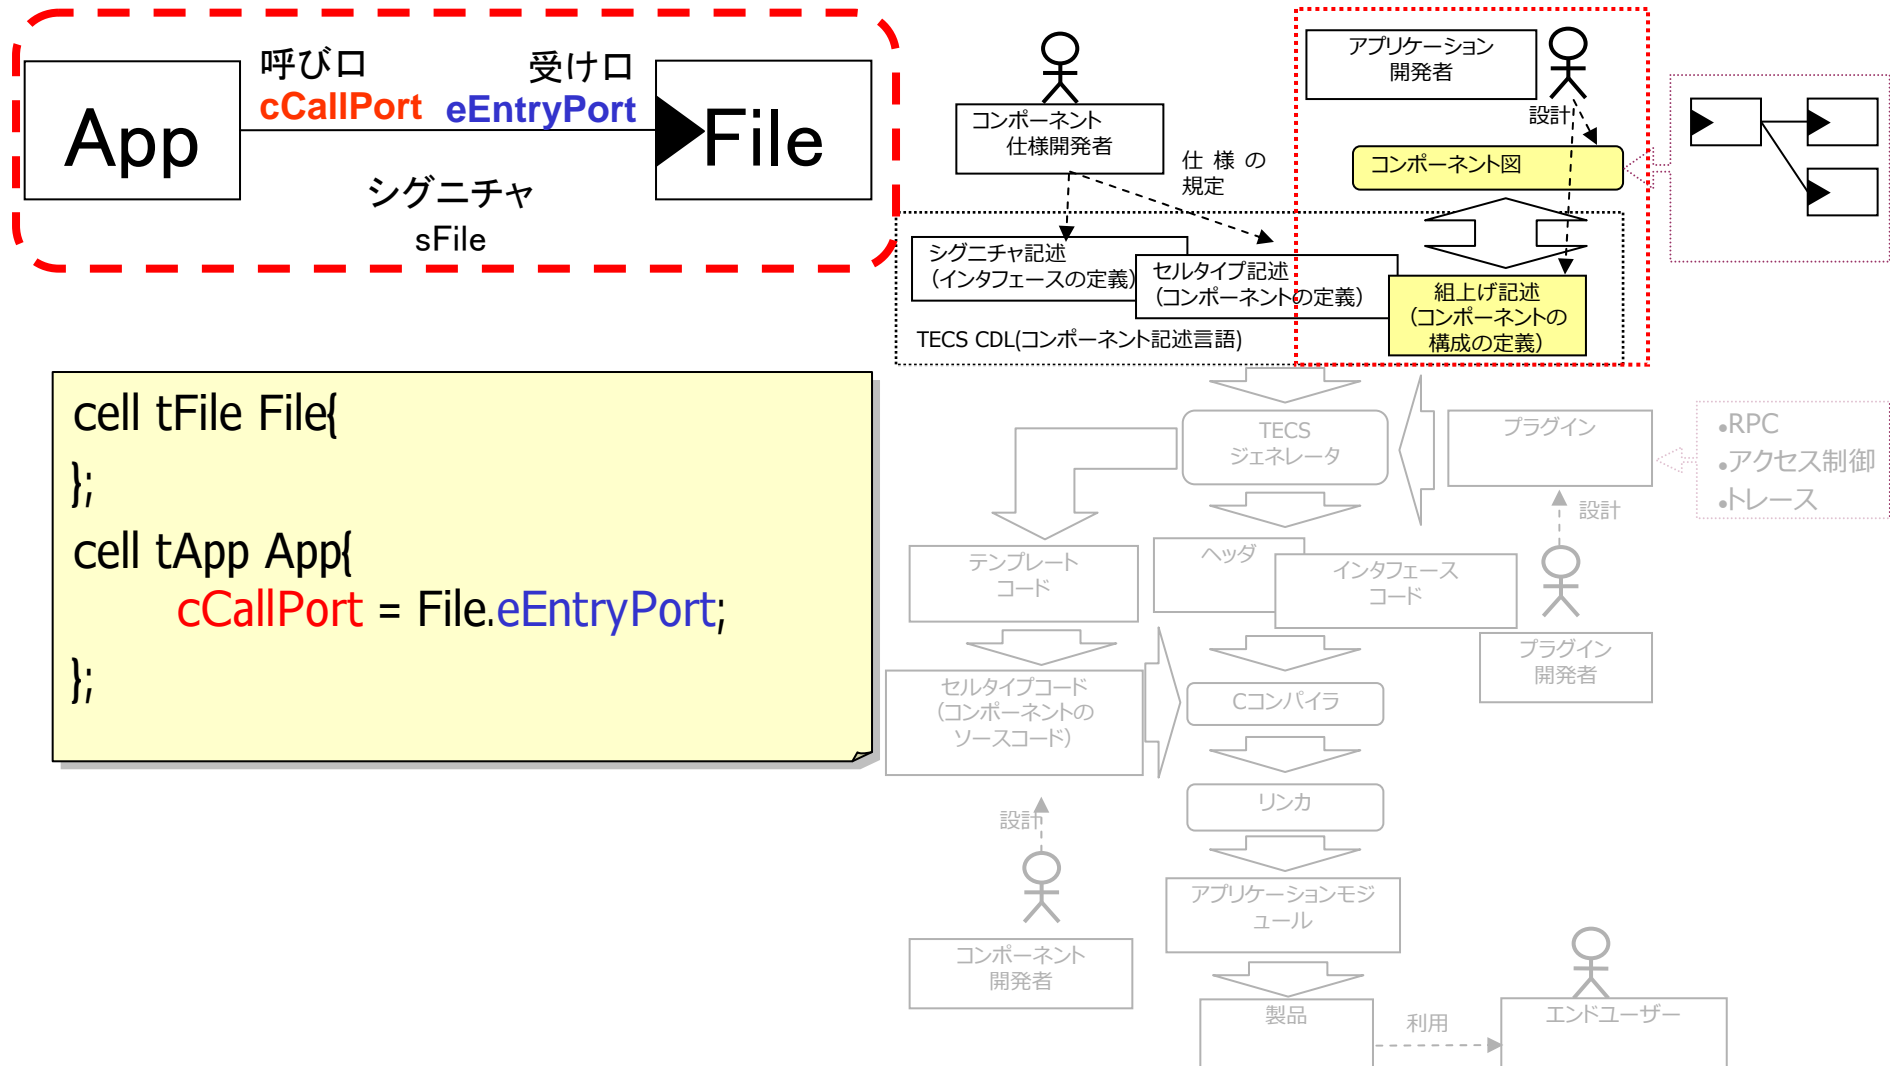 呼び口
受け口
cCallPort
eEntryPort
App
File
シグニチャ
sFile
cell tFile File{
};
cell tApp App{
cCallPort = File.eEntryPort;
};
アプリケーション
開発者
コンポーネント
仕様開発者
設計
仕 様 の
規定
コンポーネント図
シグニチャ記述
（インタフェースの定義）
セルタイプ記述
（コンポーネントの定義）
組上げ記述
（コンポーネントの
構成の定義）
TECS CDL(コンポーネント記述言語)
TECS
ジェネレータ
プラグイン
•RPC
•アクセス制御
•トレース
設計
テンプレート
コード
ヘッダ
インタフェース
コード
プラグイン
開発者
セルタイプコード
（コンポーネントの
ソースコード）
Cコンパイラ
リンカ
設計
アプリケーションモジ
ュール
コンポーネント
開発者
製品
利用
エンドユーザー